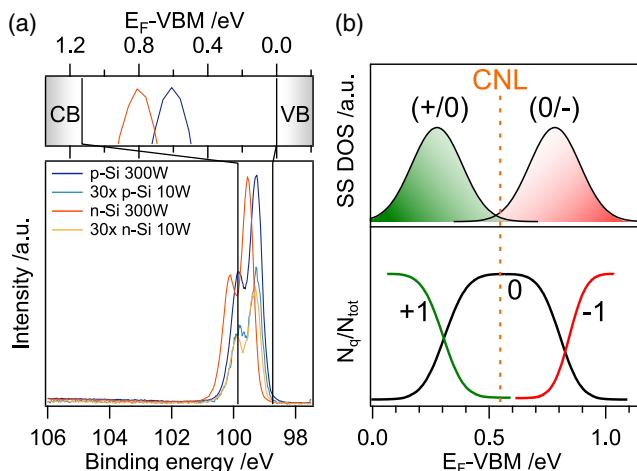 (a)
E_F-VBM /eV
1.2 0.8 0.4 0.0
CB VB
p-Si 300W
30x p-Si 10W
n-Si 300W
30x n-Si 10W
Intensity /a.u.
106 104 102 100 98
Binding energy /eV
(b)
CNL
(+/0) (0/-)
SS DOS /a.u.
+1 0 -1
N_q/N_tot
0.0 0.5 1.0
E_F-VBM /eV